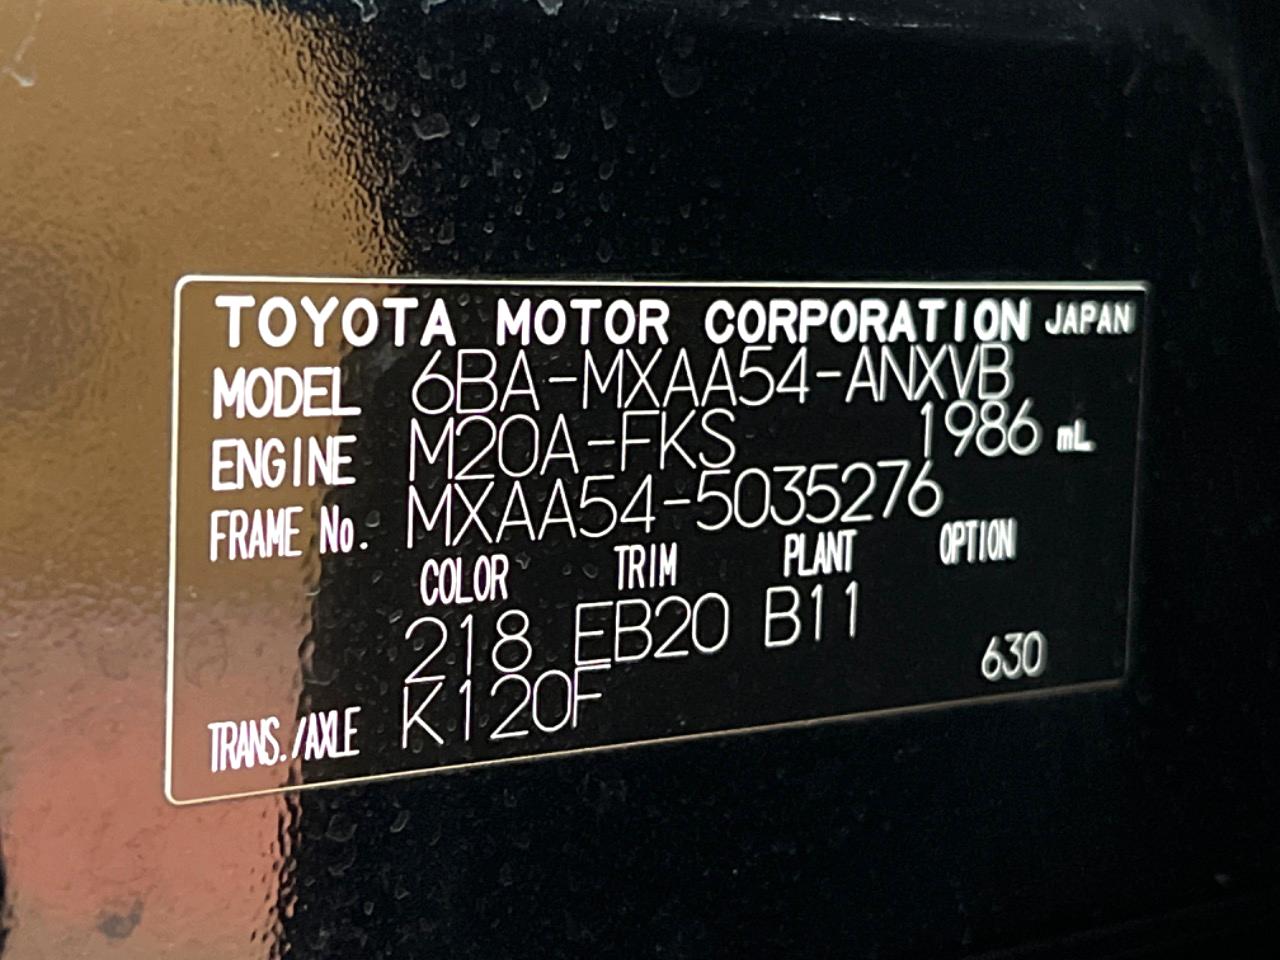 TOYOTA MOTOR CORPORATION JAPAN
MODEL 6BA-MXAA54-ANXVB
ENGINE M20A-FKS 1986 mL
FRAME No. MXAA54-5035276
COLOR TRIM PLANT OPTION
218 EB20 B11
630
TRANS./AXLE K120F